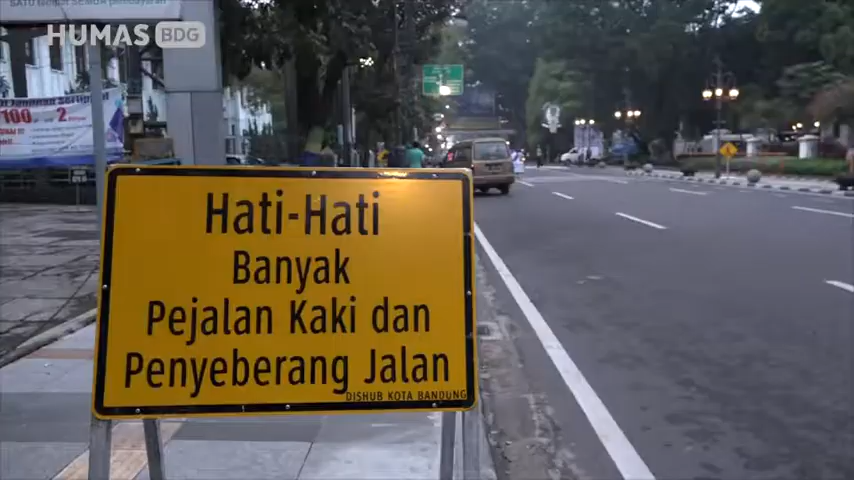 HUMAS BDG
Hati-Hati
Banyak
Pejalan Kaki dan
Penyeberang Jalan
DISHUB KOTA BANDUNG
100
2